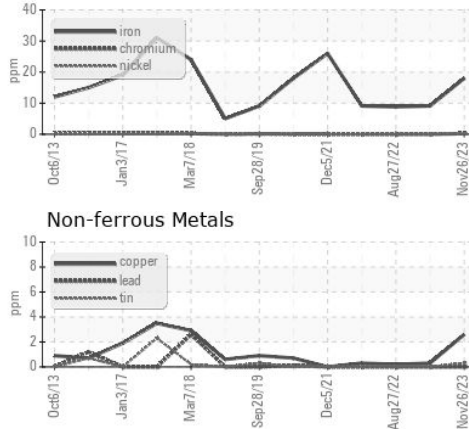 40
30
20
10
0
ppm
iron
chromium
nickel
Oct6/13
Jan3/17
Mar7/18
Sep28/19
Dec5/21
Aug27/22
Nov26/23
Non-ferrous Metals
10
8
6
4
2
0
ppm
copper
lead
tin
Oct6/13
Jan3/17
Mar7/18
Sep28/19
Dec5/21
Aug27/22
Nov26/23